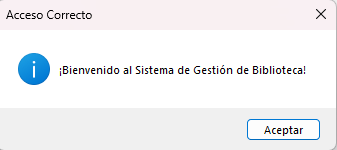 Acceso Correcto
¡Bienvenido al Sistema de Gestión de Biblioteca!
Aceptar